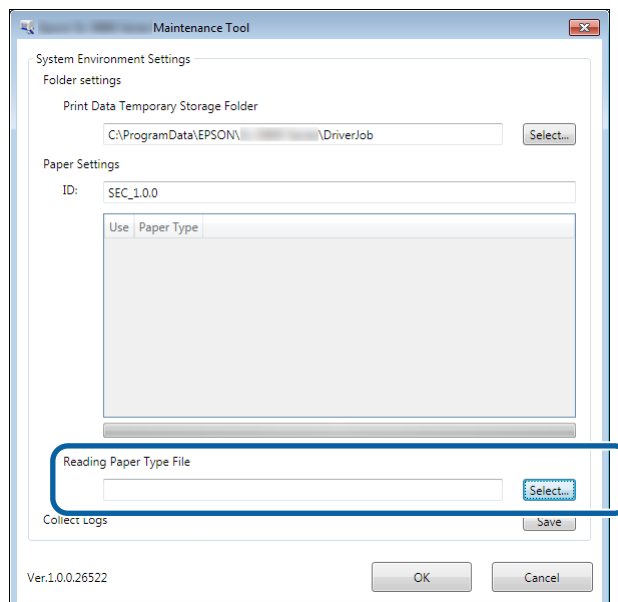 Maintenance Tool
System Environment Settings
Folder settings
Print Data Temporary Storage Folder
C:\ProgramData\EPSON\ \DriverJob Select...
Paper Settings
ID: SEC_1.0.0
Use Paper Type
Reading Paper Type File
Select...
Collect Logs Save
Ver.1.0.0.26522 OK Cancel